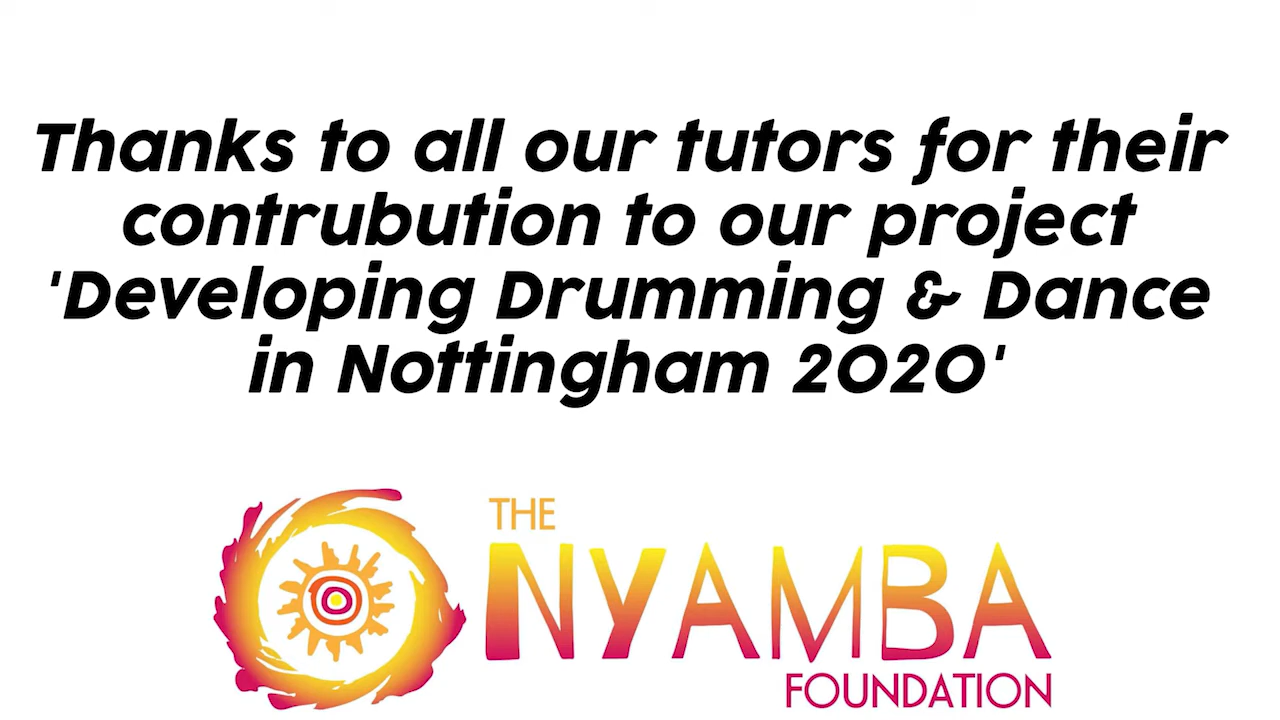 Thanks to all our tutors for their
contrubution to our project
'Developing Drumming & Dance
in Nottingham 2020'
THE
NYAMBA
FOUNDATION